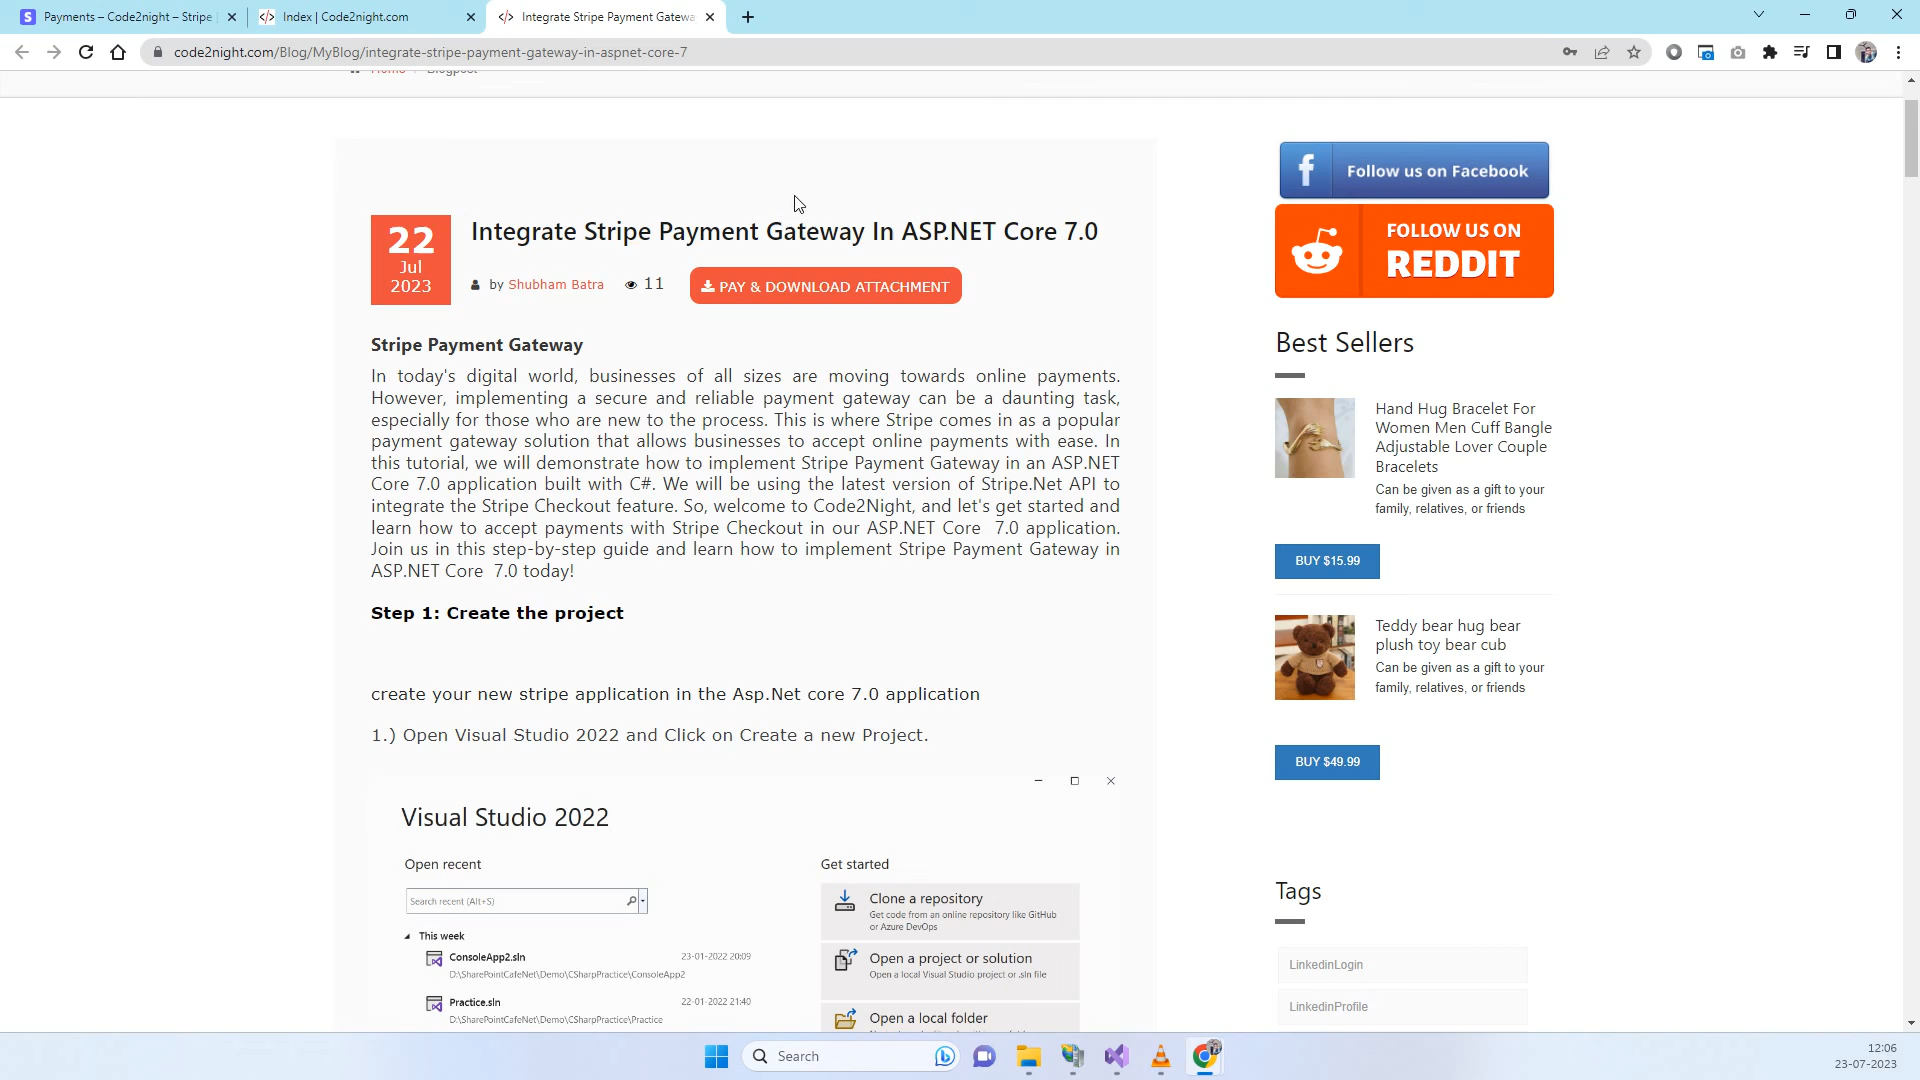 Payments – Code2night – Stripe
Index | Code2night.com
Integrate Stripe Payment Gatewa
code2night.com/Blog/MyBlog/integrate-stripe-payment-gateway-in-aspnet-core-7
Home / Blogpost
22
Jul
2023
Integrate Stripe Payment Gateway In ASP.NET Core 7.0
by Shubham Batra 11 PAY & DOWNLOAD ATTACHMENT
Stripe Payment Gateway
In today's digital world, businesses of all sizes are moving towards online payments.
However, implementing a secure and reliable payment gateway can be a daunting task,
especially for those who are new to the process. This is where Stripe comes in as a popular
payment gateway solution that allows businesses to accept online payments with ease. In
this tutorial, we will demonstrate how to implement Stripe Payment Gateway in an ASP.NET
Core 7.0 application built with C#. We will be using the latest version of Stripe.Net API to
integrate the Stripe Checkout feature. So, welcome to Code2Night, and let's get started and
learn how to accept payments with Stripe Checkout in our ASP.NET Core 7.0 application.
Join us in this step-by-step guide and learn how to implement Stripe Payment Gateway in
ASP.NET Core 7.0 today!
Step 1: Create the project
create your new stripe application in the Asp.Net core 7.0 application
1.) Open Visual Studio 2022 and Click on Create a new Project.
Visual Studio 2022
Open recent
Search recent (Alt+S)
This week
ConsoleApp2.sln 23-01-2022 20:09
D:\SharePointCafeNet\Demo\CSharpPractice\ConsoleApp2
Practice.sln 22-01-2022 21:40
D:\SharePointCafeNet\Demo\CSharpPractice\Practice
Get started
Clone a repository
Get code from an online repository like GitHub
or Azure DevOps
Open a project or solution
Open a local Visual Studio project or .sln file
Open a local folder
f Follow us on Facebook
FOLLOW US ON
REDDIT
Best Sellers
Hand Hug Bracelet For
Women Men Cuff Bangle
Adjustable Lover Couple
Bracelets
Can be given as a gift to your
family, relatives, or friends
BUY $15.99
Teddy bear hug bear
plush toy bear cub
Can be given as a gift to your
family, relatives, or friends
BUY $49.99
Tags
LinkedinLogin
LinkedinProfile
Search
12:06
23-07-2023